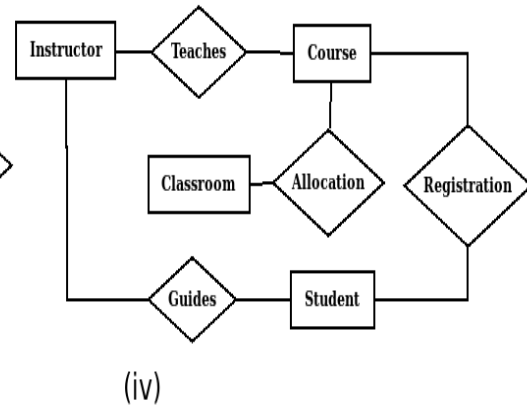 Instructor
Teaches
Course
Classroom
Allocation
Registration
Guides
Student
(iv)